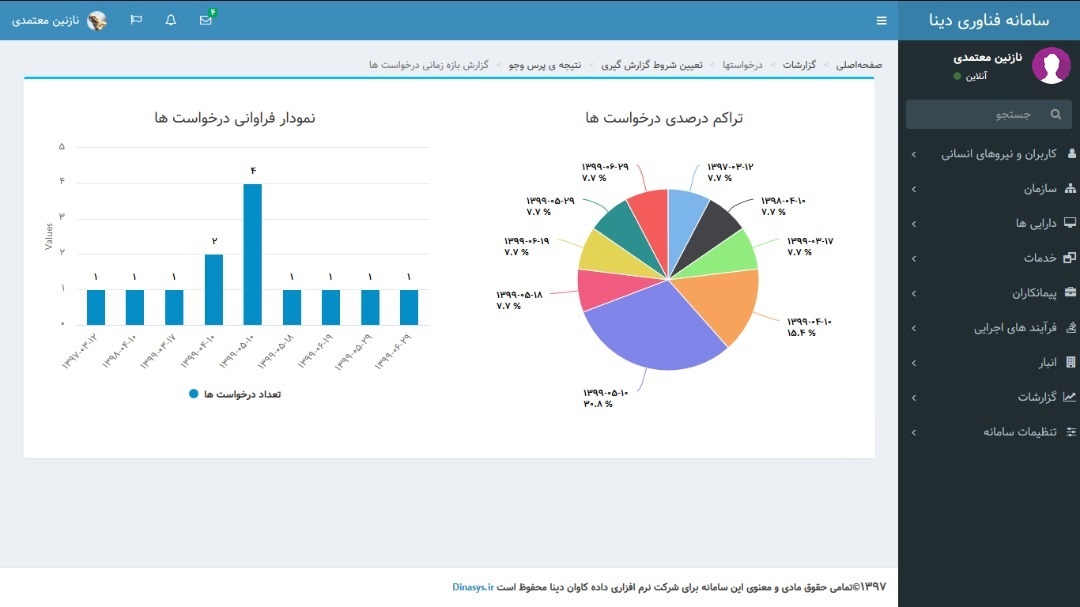 سامانه فناوری دینا
نازنین معتمدی
۴
نازنین معتمدی
آنلاین
جستجو
کاربران و نیروهای انسانی
سازمان
دارایی ها
خدمات
پیمانکاران
فرآیند های اجرایی
انبار
گزارشات
تنظیمات سامانه
صفحه‌اصلی > گزارشات > درخواستها > تعیین شروط گزارش گیری > نتیجه ی پرس وجو > گزارش بازه زمانی درخواست ها
تراکم درصدی درخواست ها
۱۳۹۷-۰۳-۱۲
۷.۷ %
۱۳۹۸-۰۴-۱۰
۷.۷ %
۱۳۹۹-۰۳-۱۷
۷.۷ %
۱۳۹۹-۰۴-۱۰
۱۵.۴ %
۱۳۹۹-۰۵-۱۰
۳۰.۸ %
۱۳۹۹-۰۵-۱۸
۷.۷ %
۱۳۹۹-۰۶-۱۹
۷.۷ %
۱۳۹۹-۰۵-۲۹
۷.۷ %
۱۳۹۹-۰۶-۲۹
۷.۷ %
نمودار فراوانی درخواست ها
Values
۵
۴
۳
۲
۱
۰
۱
۱
۱
۲
۴
۱
۱
۱
۱
۱۳۹۷-۰۳-۱۲
۱۳۹۸-۰۴-۱۰
۱۳۹۹-۰۳-۱۷
۱۳۹۹-۰۴-۱۰
۱۳۹۹-۰۵-۱۰
۱۳۹۹-۰۵-۱۸
۱۳۹۹-۰۶-۱۹
۱۳۹۹-۰۵-۲۹
۱۳۹۹-۰۶-۲۹
تعداد درخواست ها
۱۳۹۷©تمامی حقوق مادی و معنوی این سامانه برای شرکت نرم افزاری داده کاوان دینا محفوظ است Dinasys.ir